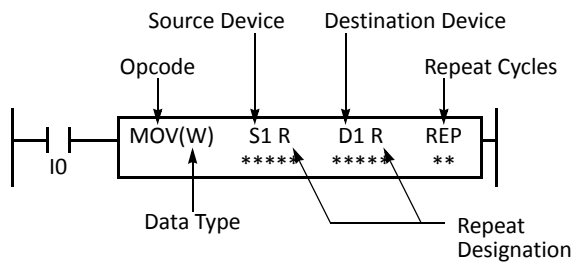 Source Device Destination Device
Opcode Repeat Cycles
MOV(W) S1 R D1 R REP
***** ***** **
I0
Data Type
Repeat
Designation